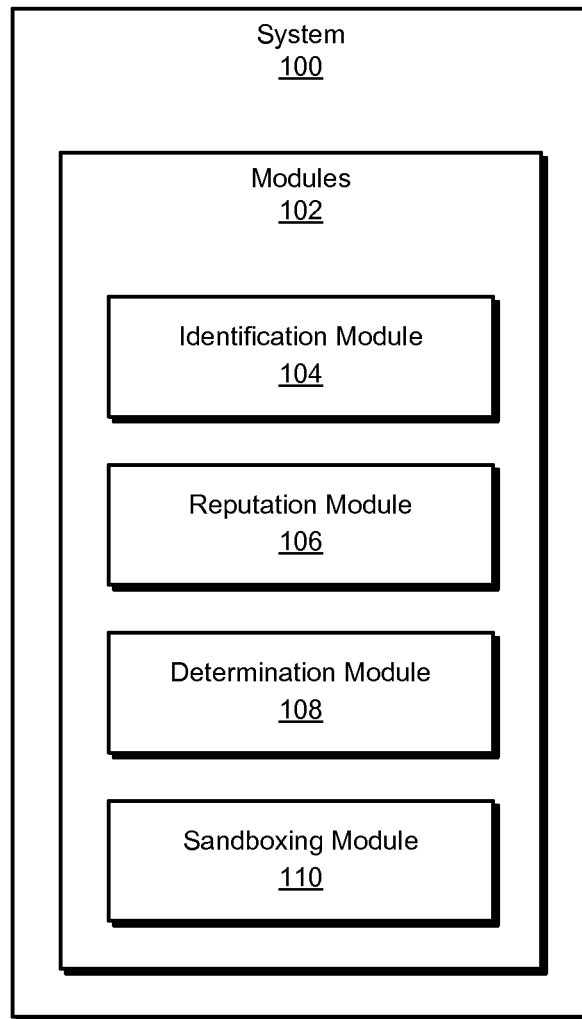 System
100
Modules
102
Identification Module
104
Reputation Module
106
Determination Module
108
Sandboxing Module
110